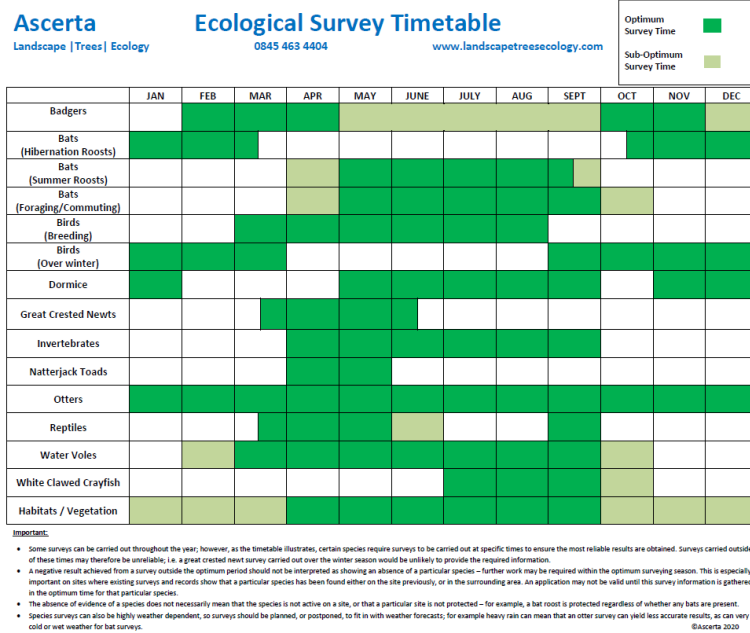 Ascerta
Ecological Survey Timetable
Landscape |Trees| Ecology
0845 463 4404
www.landscapetreesecology.com
Optimum
Survey Time
Sub-Optimum
Survey Time
JAN FEB MAR APR MAY JUNE JULY AUG SEPT OCT NOV DEC
Badgers
Bats
(Hibernation Roosts)
Bats
(Summer Roosts)
Bats
(Foraging/Commuting)
Birds
(Breeding)
Birds
(Over winter)
Dormice
Great Crested Newts
Invertebrates
Natterjack Toads
Otters
Reptiles
Water Voles
White Clawed Crayfish
Habitats / Vegetation
Important:
• Some surveys can be carried out throughout the year; however, as the timetable illustrates, certain species require surveys to be carried out at specific times to ensure the most reliable results are obtained. Surveys carried outside
of these times may therefore be unreliable; i.e. a great crested newt survey carried out over the winter season would be unlikely to provide the required information.
• A negative result achieved from a survey outside the optimum period should not be interpreted as showing an absence of a particular species – further work may be required within the optimum surveying season. This is especially
important on sites where existing surveys and records show that a particular species has been found either on the site previously, or in the surrounding area. An application may not be valid until this survey information is gathered
in the optimum time for that particular species.
• The absence of evidence of a species does not necessarily mean that the species is not active on a site, or that a particular site is not protected – for example, a bat roost is protected regardless of whether any bats are present.
• Species surveys can also be highly weather dependent, so surveys should be planned, or postponed, to fit in with weather forecasts; for example heavy rain can mean that an otter survey can yield less accurate results, as can very
cold or wet weather for bat surveys.
©Ascerta 2020